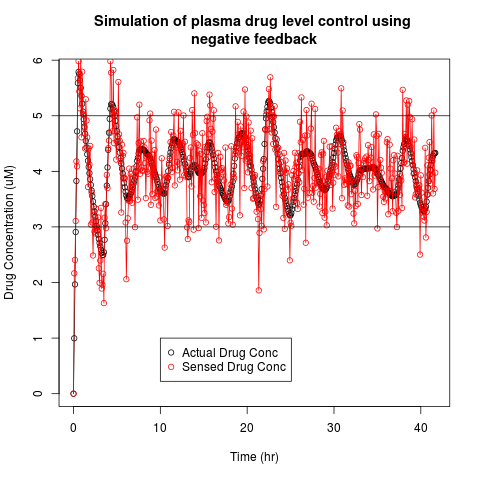 Simulation of plasma drug level control using
negative feedback
Drug Concentration (uM)
6
5
4
3
2
1
0
Actual Drug Conc
Sensed Drug Conc
0
10
20
30
40
Time (hr)